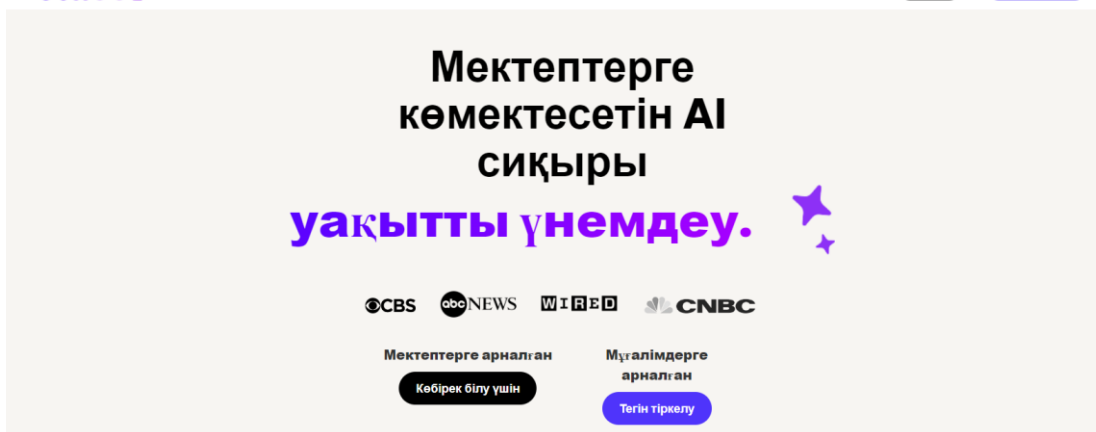 Мектептерге
көмектесетін AI
сиқыры
уақытты үнемдеу.
CBS abc NEWS WIRED CNBC
Мектептерге арналған
Көбірек білу үшін
Мұғалімдерге
арналған
Тегін тіркелу